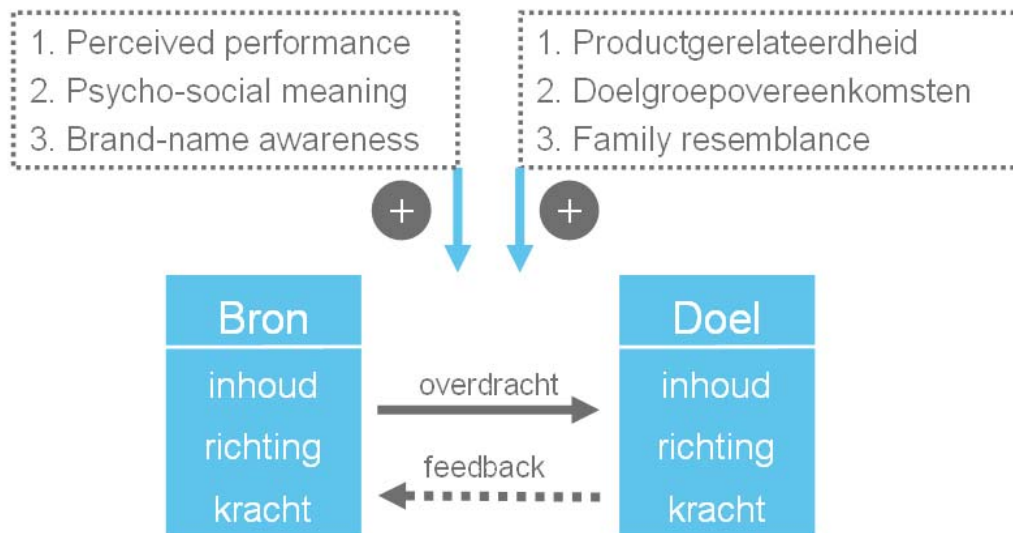 1. Perceived performance
2. Psycho-social meaning
3. Brand-name awareness
1. Productgerelateerdheid
2. Doelgroepovereenkomsten
3. Family resemblance
+
+
Bron
inhoud
richting
kracht
overdracht
feedback
Doel
inhoud
richting
kracht